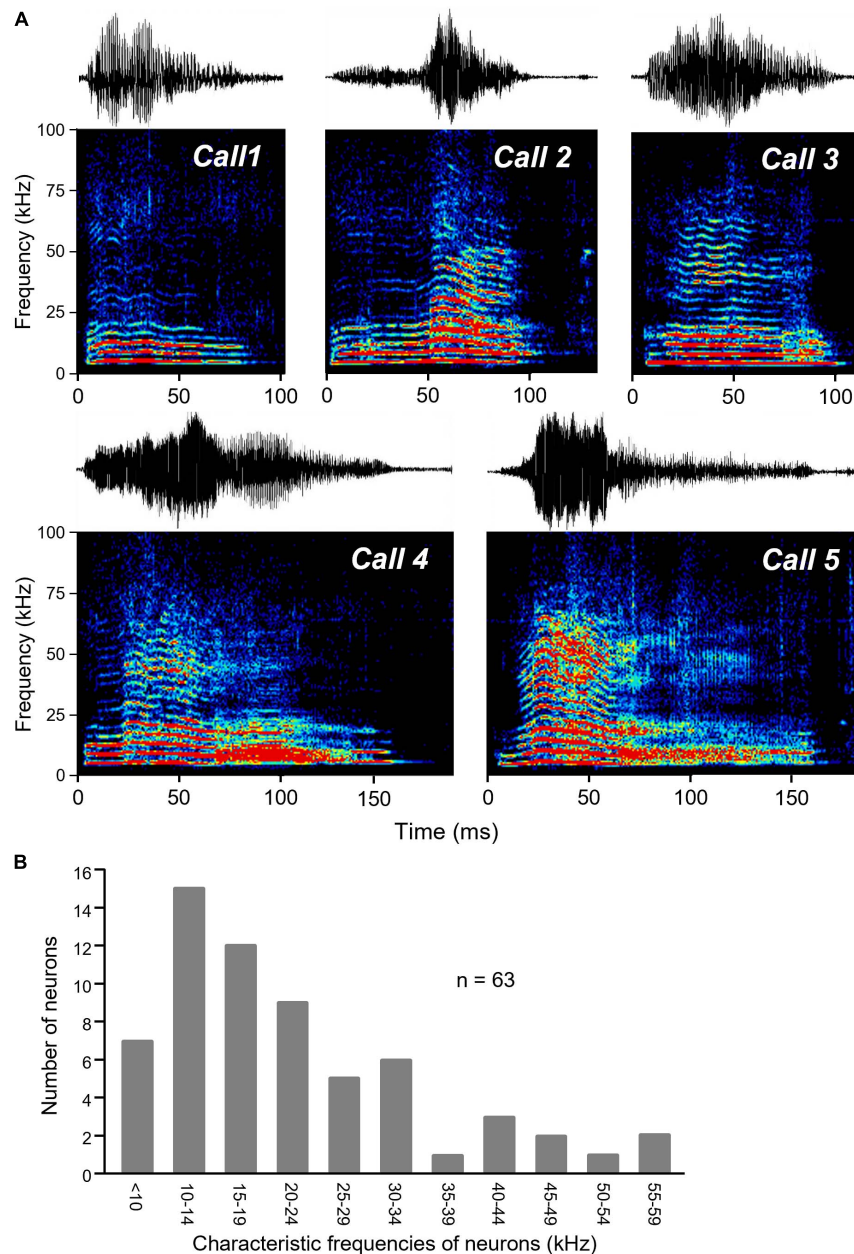 A
Call1
Call 2
Call 3
Frequency (kHz)
100
75
50
25
0
0 50 100
0 50 100
0 50 100
Call 4
Call 5
Frequency (kHz)
100
75
50
25
0
0 50 100 150
0 50 100 150
Time (ms)
B
Number of neurons
16
14
12
10
8
6
4
2
0
n = 63
<10 10-14 15-19 20-24 25-29 30-34 35-39 40-44 45-49 50-54 55-59
Characteristic frequencies of neurons (kHz)